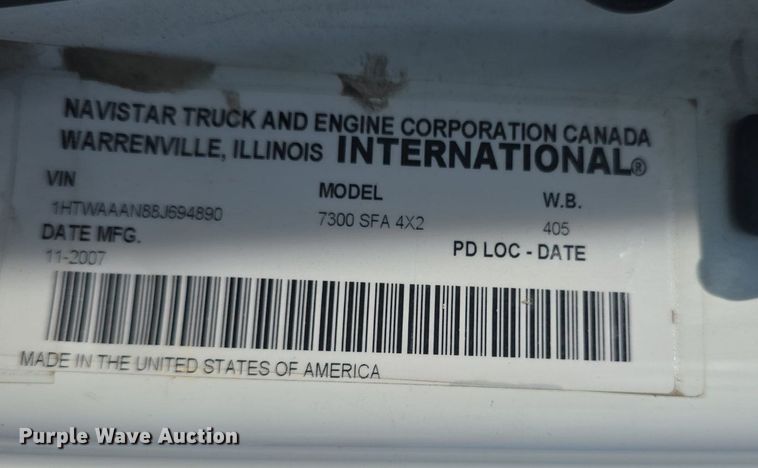 NAVISTAR TRUCK AND ENGINE CORPORATION CANADA
WARRENVILLE, ILLINOIS INTERNATIONAL®
VIN MODEL W.B.
1HTWAAAN88J694890 7300 SFA 4X2 405
DATE MFG. PD LOC - DATE
11-2007
MADE IN THE UNITED STATES OF AMERICA
Purple Wave Auction